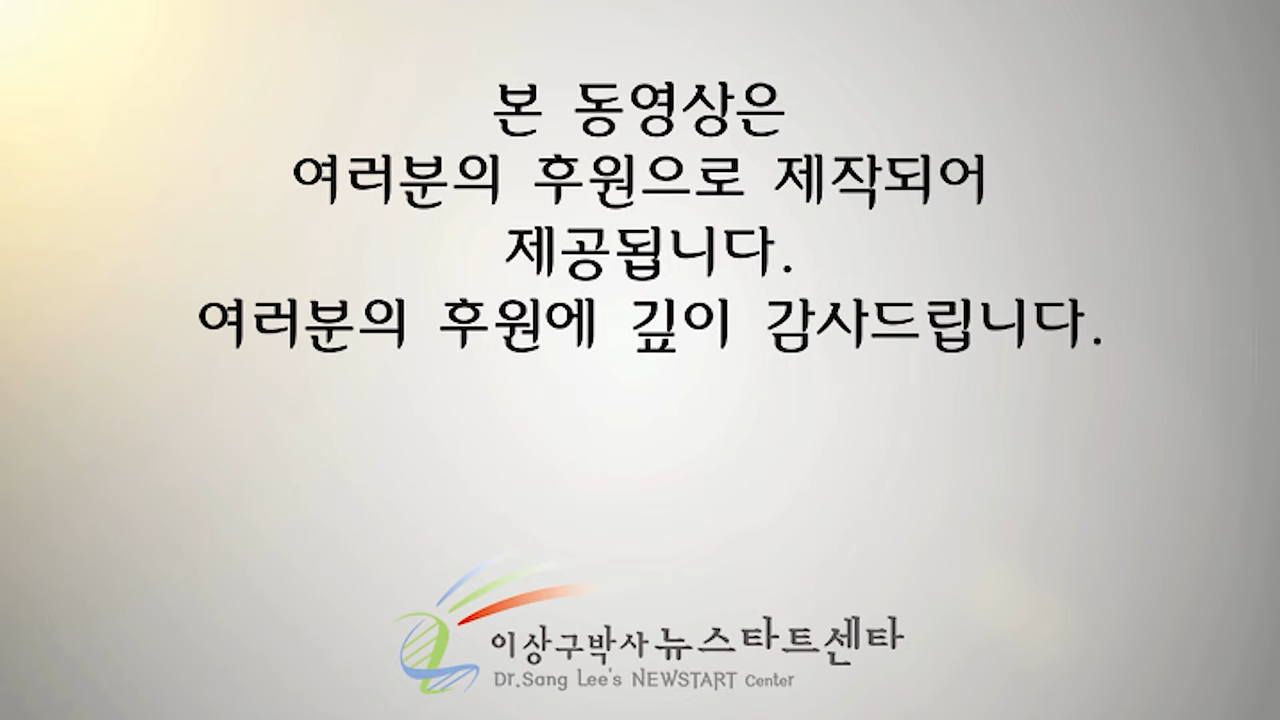 본 동영상은
여러분의 후원으로 제작되어
제공됩니다.
여러분의 후원에 깊이 감사드립니다.
이상구박사 뉴스타트센타
Dr.Sang Lee's NEWSTART Center